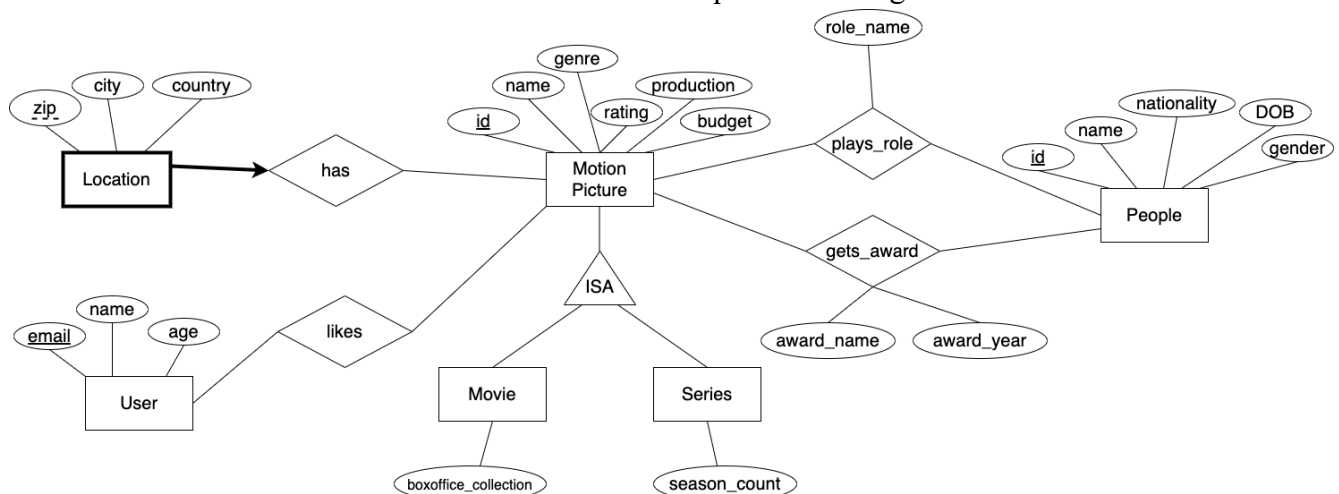 role_name
genre
city
country
name
production
nationality
zip
DOB
rating
name
id
budget
gender
plays_role
id
Location
has
Motion
Picture
People
gets_award
ISA
name
email
age
likes
award_name
award_year
User
Movie
Series
boxoffice_collection
season_count